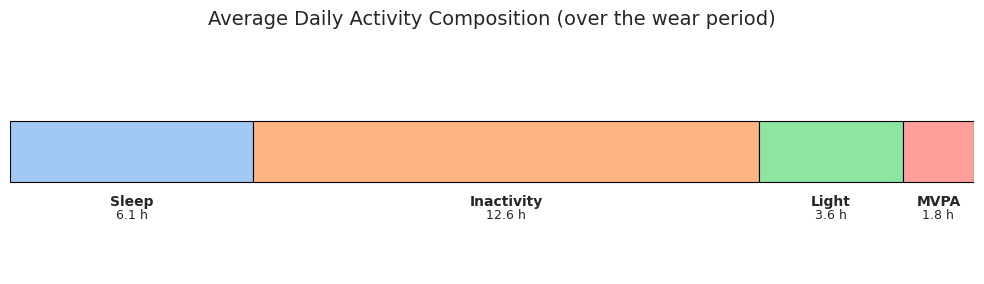 Average Daily Activity Composition (over the wear period)
Sleep
6.1 h
Inactivity
12.6 h
Light
3.6 h
MVPA
1.8 h